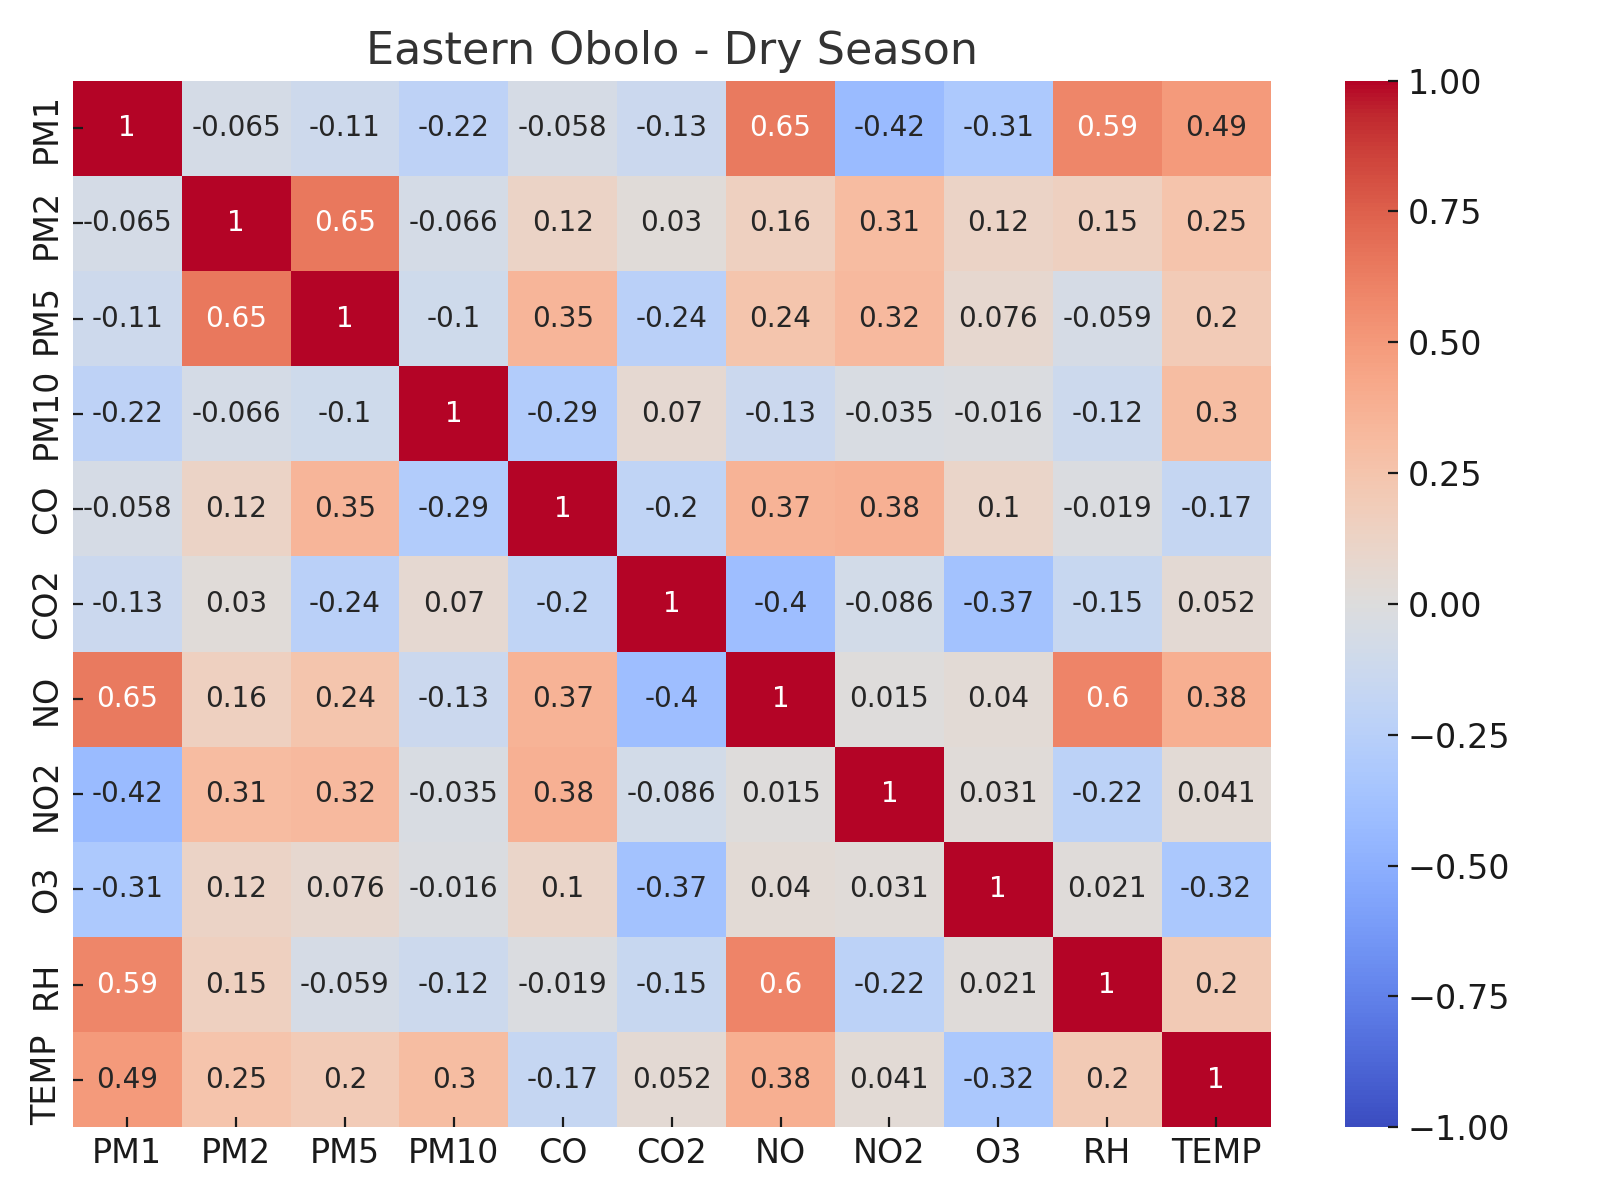 Eastern Obolo - Dry Season
PM1 1 -0.065 -0.11 -0.22 -0.058 -0.13 0.65 -0.42 -0.31 0.59 0.49
PM2 -0.065 1 0.65 -0.066 0.12 0.03 0.16 0.31 0.12 0.15 0.25
PM5 -0.11 0.65 1 -0.1 0.35 -0.24 0.24 0.32 0.076 -0.059 0.2
PM10 -0.22 -0.066 -0.1 1 -0.29 0.07 -0.13 -0.035 -0.016 -0.12 0.3
CO -0.058 0.12 0.35 -0.29 1 -0.2 0.37 0.38 0.1 -0.019 -0.17
CO2 -0.13 0.03 -0.24 0.07 -0.2 1 -0.4 -0.086 -0.37 -0.15 0.052
NO 0.65 0.16 0.24 -0.13 0.37 -0.4 1 0.015 0.04 0.6 0.38
NO2 -0.42 0.31 0.32 -0.035 0.38 -0.086 0.015 1 0.031 -0.22 0.041
O3 -0.31 0.12 0.076 -0.016 0.1 -0.37 0.04 0.031 1 0.021 -0.32
RH 0.59 0.15 -0.059 -0.12 -0.019 -0.15 0.6 -0.22 0.021 1 0.2
TEMP 0.49 0.25 0.2 0.3 -0.17 0.052 0.38 0.041 -0.32 0.2 1
PM1 PM2 PM5 PM10 CO CO2 NO NO2 O3 RH TEMP
1.00
0.75
0.50
0.25
0.00
−0.25
−0.50
−0.75
−1.00